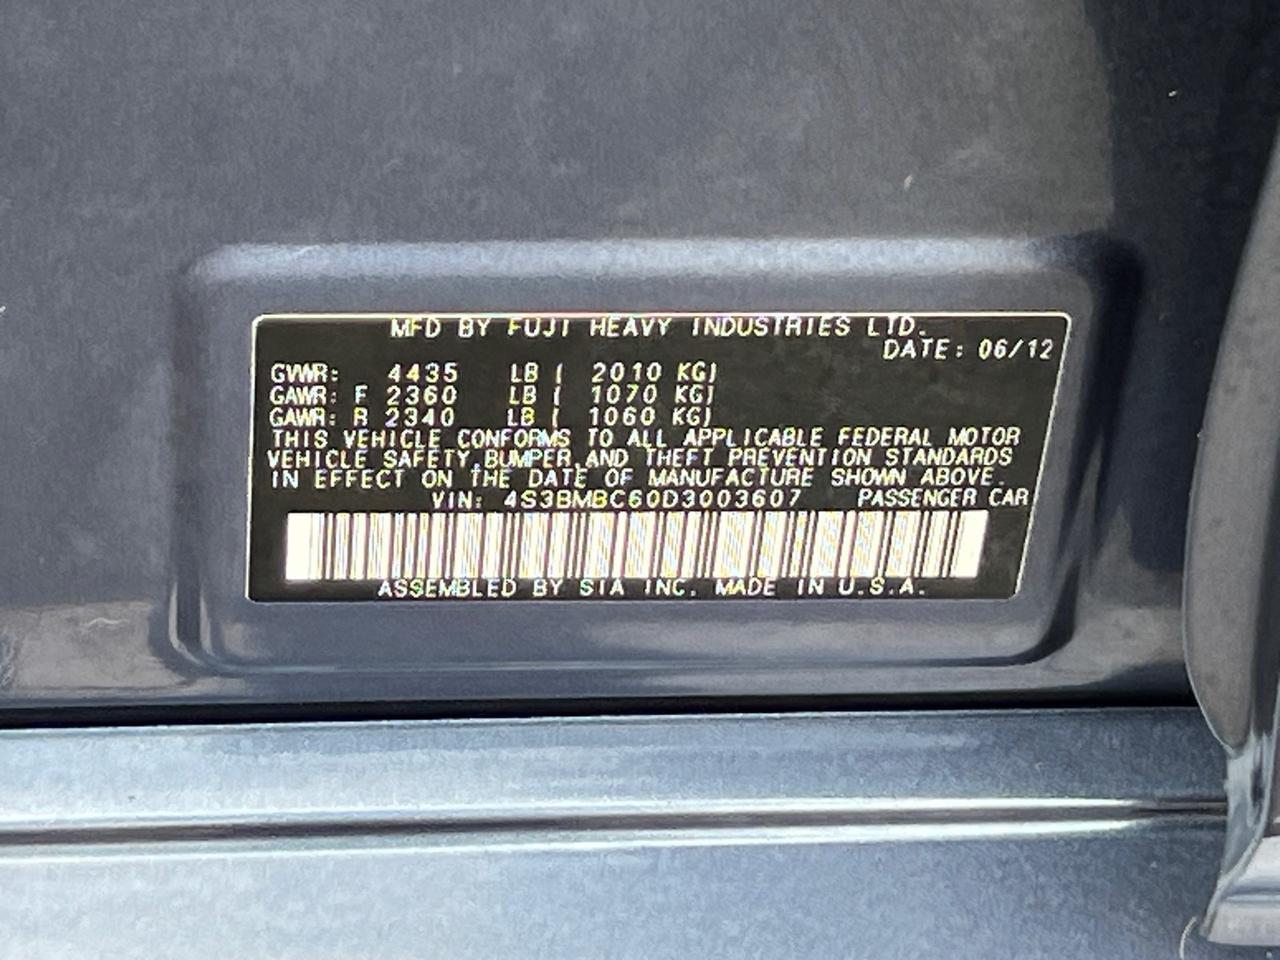 MFD BY FUJI HEAVY INDUSTRIES LTD.
DATE: 06/12
GVWR: 4435 LB ( 2010 KG)
GAWR: F 2360 LB ( 1070 KG)
GAWR: R 2340 LB ( 1060 KG)
THIS VEHICLE CONFORMS TO ALL APPLICABLE FEDERAL MOTOR
VEHICLE SAFETY,BUMPER,AND THEFT PREVENTION STANDARDS
IN EFFECT ON THE DATE OF MANUFACTURE SHOWN ABOVE.
VIN: 4S3BMBC60D3003607 PASSENGER CAR
ASSEMBLED BY SIA INC. MADE IN U.S.A.